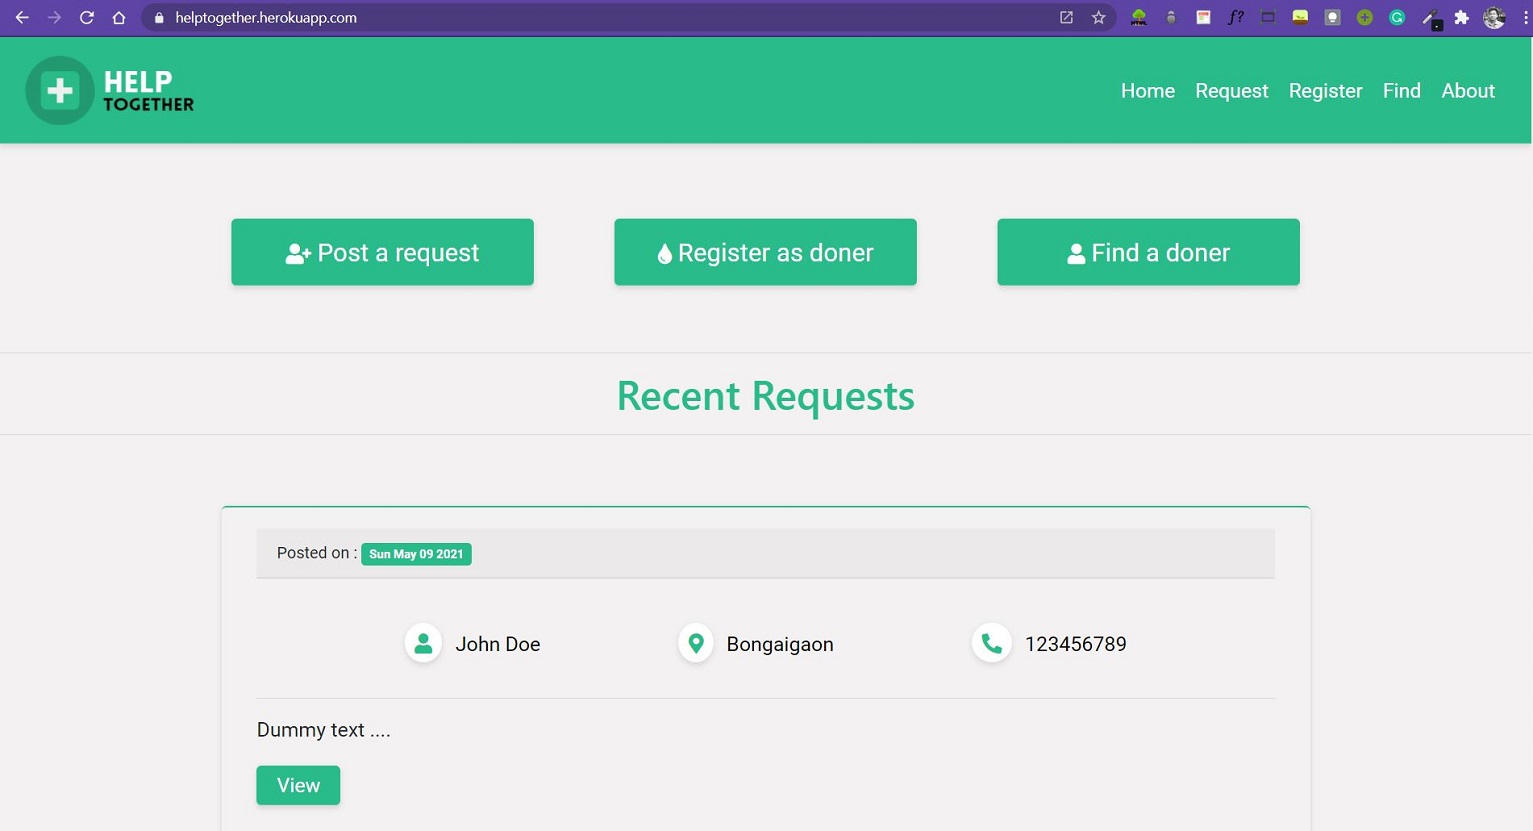 helptogether.herokuapp.com
f?
HELP
TOGETHER
Home Request Register Find About
Post a request Register as doner Find a doner
Recent Requests
Posted on : Sun May 09 2021
John Doe Bongaigaon 123456789
Dummy text ....
View